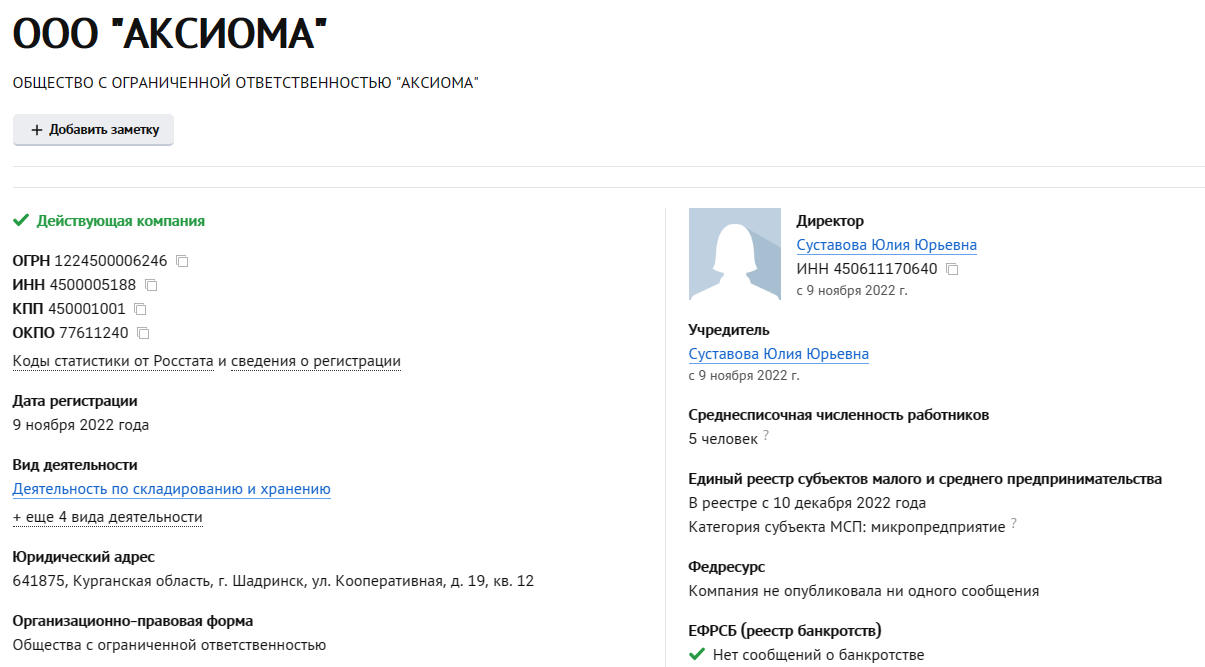 ООО "АКСИОМА"
ОБЩЕСТВО С ОГРАНИЧЕННОЙ ОТВЕТСТВЕННОСТЬЮ "АКСИОМА"
+ Добавить заметку
Действующая компания
ОГРН 1224500006246
ИНН 4500005188
КПП 450001001
ОКПО 77611240
Коды статистики от Росстата и сведения о регистрации
Дата регистрации
9 ноября 2022 года
Вид деятельности
Деятельность по складированию и хранению
+ еще 4 вида деятельности
Юридический адрес
641875, Курганская область, г. Шадринск, ул. Кооперативная, д. 19, кв. 12
Организационно-правовая форма
Общества с ограниченной ответственностью
Директор
Суставова Юлия Юрьевна
ИНН 450611170640
с 9 ноября 2022 г.
Учредитель
Суставова Юлия Юрьевна
с 9 ноября 2022 г.
Среднесписочная численность работников
5 человек ?
Единый реестр субъектов малого и среднего предпринимательства
В реестре с 10 декабря 2022 года
Категория субъекта МСП: микропредприятие ?
Федресурс
Компания не опубликовала ни одного сообщения
ЕФРСБ (реестр банкротств)
Нет сообщений о банкротстве